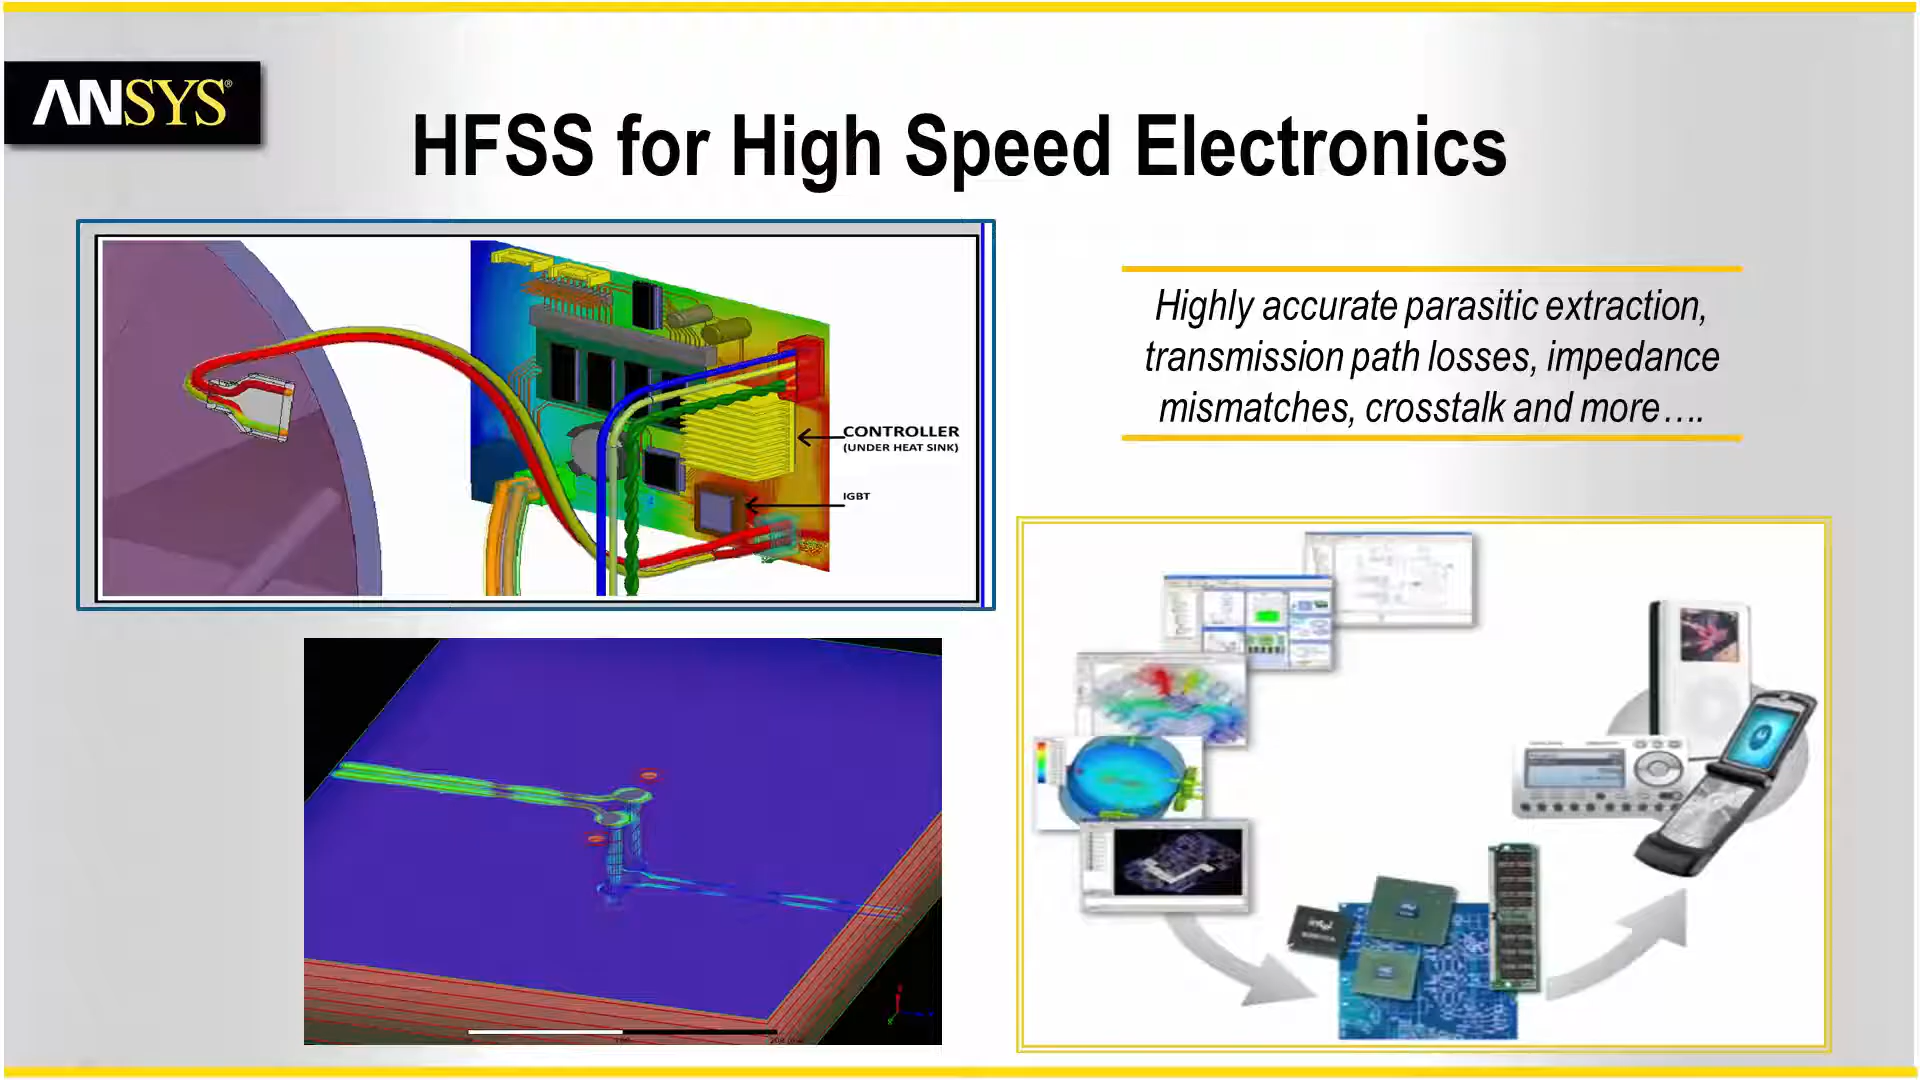 ANSYS®
HFSS for High Speed Electronics
Highly accurate parasitic extraction,
transmission path losses, impedance
mismatches, crosstalk and more….
CONTROLLER
(UNDER HEAT SINK)
IGBT
intel